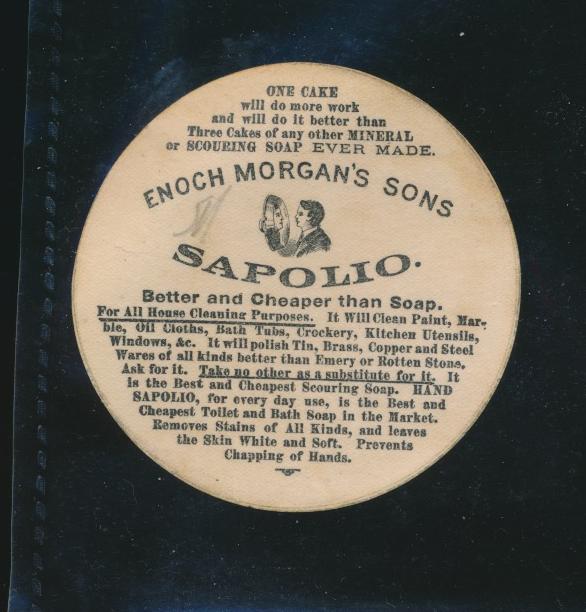 ONE CAKE
will do more work
and will do it better than
Three Cakes of any other MINERAL
or SCOURING SOAP EVER MADE.
ENOCH MORGAN'S SONS
SAPOLIO.
Better and Cheaper than Soap.
For All House Cleaning Purposes. It Will Clean Paint, Mar-
ble, Oil Cloths, Bath Tubs, Crockery, Kitchen Utensils,
Windows, &c. It will polish Tin, Brass, Copper and Steel
Wares of all kinds better than Emery or Rotten Stone.
Ask for it. Take no other as a substitute for it. It
is the Best and Cheapest Scouring Soap. HAND
SAPOLIO, for every day use, is the Best and
Cheapest Toilet and Bath Soap in the Market.
Removes Stains of All Kinds, and leaves
the Skin White and Soft. Prevents
Chapping of Hands.